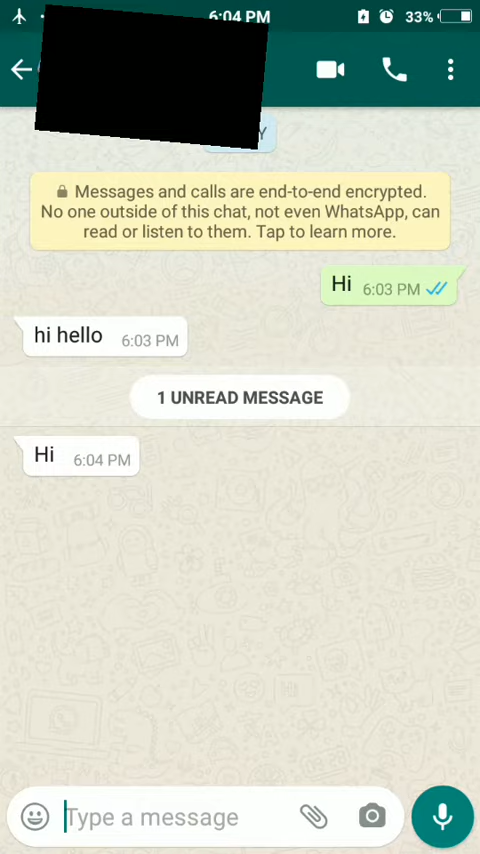 6:04 PM
33%
Messages and calls are end-to-end encrypted.
No one outside of this chat, not even WhatsApp, can
read or listen to them. Tap to learn more.
Hi 6:03 PM
hi hello 6:03 PM
1 UNREAD MESSAGE
Hi 6:04 PM
Type a message